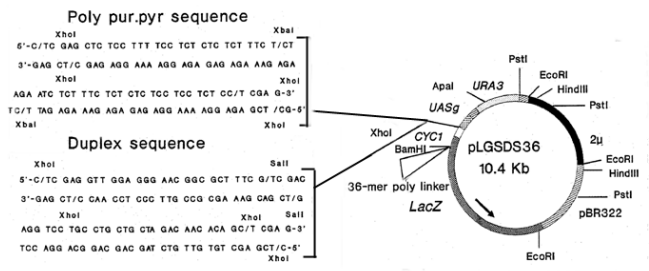 Poly pur.pyr sequence
XhoI XbaI
5'-C/TC GAG CTC TCC TTT TCC TCT CTC TCT TTC T/CT
3'-GAG CT/C GAG AGG AAA AGG AGA GAG AGA AAG AGA
XhoI XhoI
AGA ATC TCT TTT CTC TCT CTC TCC TCC TCT CC/T CGA G-3'
TC/T TAG AGA AAA GAG AGA GAG AGG AAA AGG AGA GCT /CG-5'
XbaI XhoI
Duplex sequence
XhoI SalI
5'-C/TC GAG GTT GGA GGG AAC GGC GCT TTC G/TC GAC
3'-GAG CT/C CAA CCT CCC TTG CCG CGA AAG CAG CT/G
XhoI XhoI SalI
AGG TCC TGC CTG CTG CTA GAC AAC ACA GC/T CGA G-3'
TCC AGG ACG GAC GAC GAT CTG TTG TGT CGA GCT/C-5'
XhoI
PstI
ApaI URA3 EcoRI
HindIII
UASg PstI
XhoI
CYC1
BamHI pLGSDS36 2µ
10.4 Kb
36-mer poly linker
EcoRI
HindIII
LacZ PstI
pBR322
EcoRI